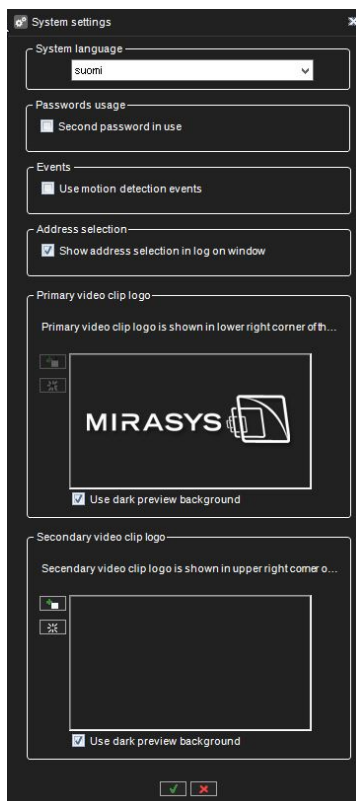 System settings
System language
suomi
Passwords usage
Second password in use
Events
Use motion detection events
Address selection
Show address selection in log on window
Primary video clip logo
Primary video clip logo is shown in lower right corner of th...
MIRASYS
Use dark preview background
Secondary video clip logo
Secendary video clip logo is shown in upper right corner o...
Use dark preview background